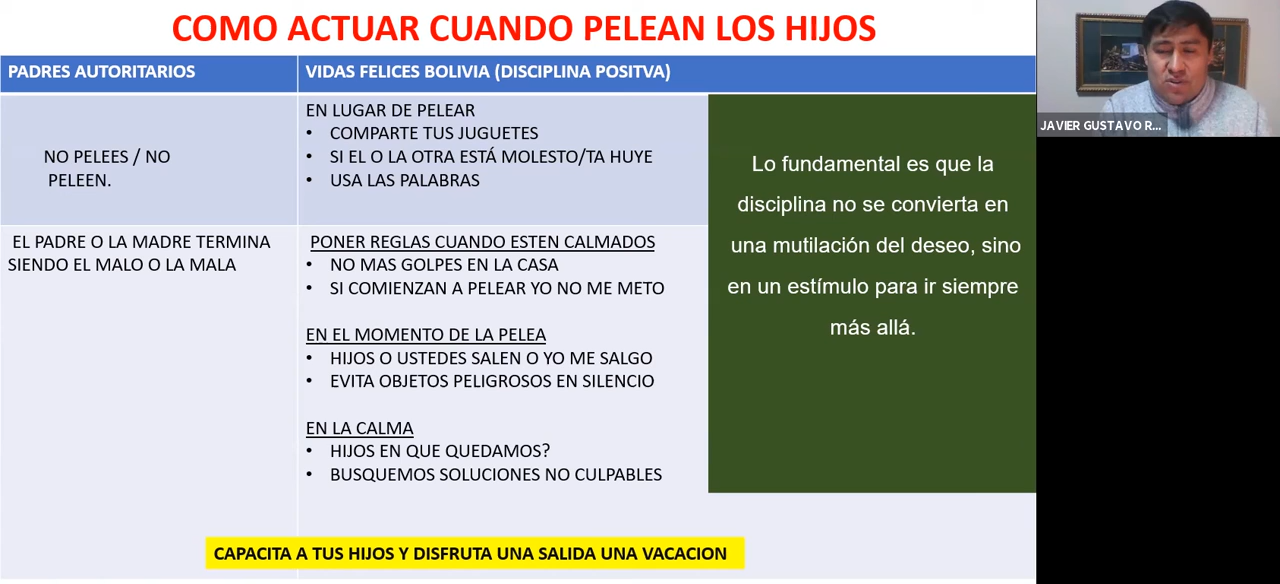 COMO ACTUAR CUANDO PELEAN LOS HIJOS
PADRES AUTORITARIOS
VIDAS FELICES BOLIVIA (DISCIPLINA POSITVA)
NO PELEES / NO
PELEEN.
EN LUGAR DE PELEAR
• COMPARTE TUS JUGUETES
• SI EL O LA OTRA ESTÁ MOLESTO/TA HUYE
• USA LAS PALABRAS
EL PADRE O LA MADRE TERMINA
SIENDO EL MALO O LA MALA
PONER REGLAS CUANDO ESTEN CALMADOS
• NO MAS GOLPES EN LA CASA
• SI COMIENZAN A PELEAR YO NO ME METO
EN EL MOMENTO DE LA PELEA
• HIJOS O USTEDES SALEN O YO ME SALGO
• EVITA OBJETOS PELIGROSOS EN SILENCIO
EN LA CALMA
• HIJOS EN QUE QUEDAMOS?
• BUSQUEMOS SOLUCIONES NO CULPABLES
Lo fundamental es que la
disciplina no se convierta en
una mutilación del deseo, sino
en un estímulo para ir siempre
más allá.
CAPACITA A TUS HIJOS Y DISFRUTA UNA SALIDA UNA VACACION
JAVIER GUSTAVO R...